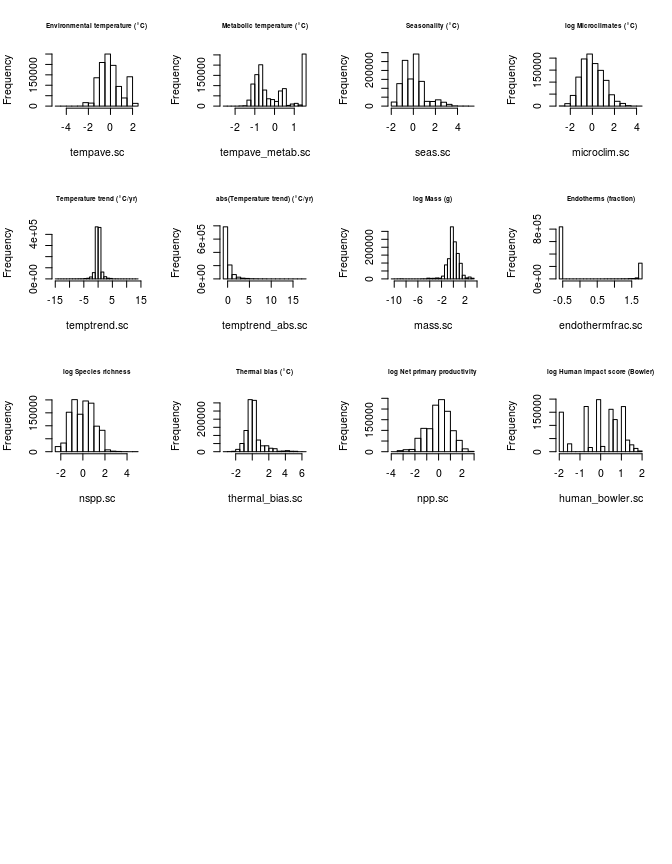 Environmental temperature (°C)
Frequency
0
150000
-4
-2
0
2
tempave.sc
Metabolic temperature (°C)
Frequency
0
150000
-2
-1
0
1
tempave_metab.sc
Seasonality (°C)
Frequency
0
200000
-2
0
2
4
seas.sc
log Microclimates (°C)
Frequency
0
150000
-2
0
2
4
microclim.sc
Temperature trend (°C/yr)
Frequency
0e+00
4e+05
-15
-5
5
15
temptrend.sc
abs(Temperature trend) (°C/yr)
Frequency
0e+00
6e+05
0
5
10
15
temptrend_abs.sc
log Mass (g)
Frequency
0
200000
-10
-6
-2
2
mass.sc
Endotherms (fraction)
Frequency
0e+00
8e+05
-0.5
0.5
1.5
endothermfrac.sc
log Species richness
Frequency
0
150000
-2
0
2
4
nspp.sc
Thermal bias (°C)
Frequency
0
200000
-2
2
4
6
0
thermal_bias.sc
log Net primary productivity
Frequency
0
150000
-4
-2
0
2
npp.sc
log Human impact score (Bowler)
Frequency
0
150000
-2
-1
0
1
2
human_bowler.sc